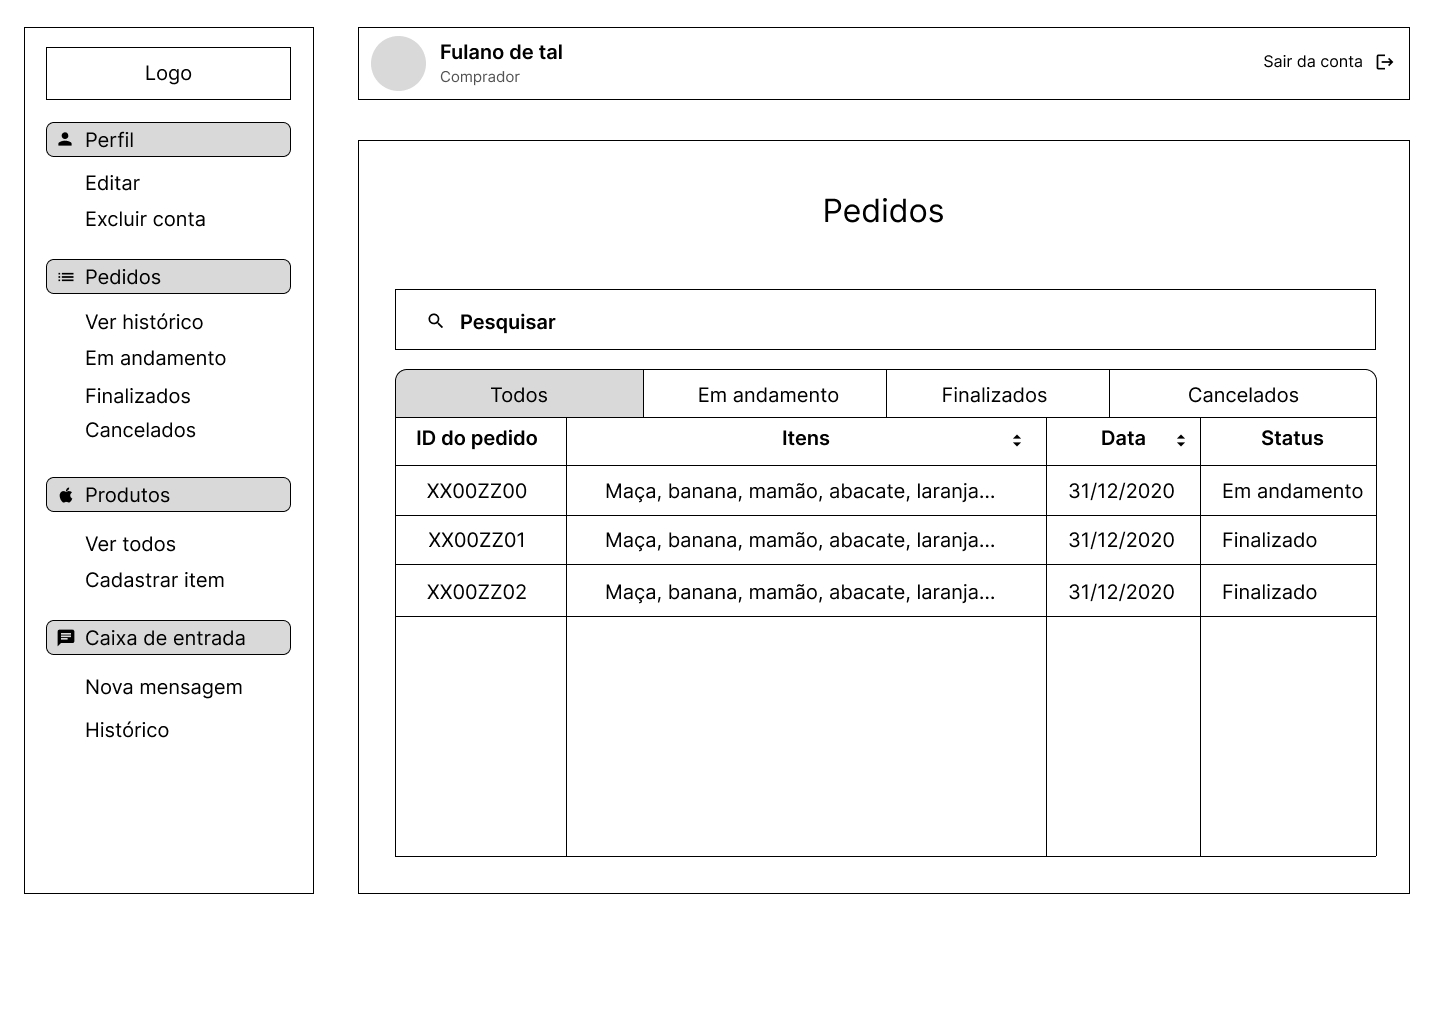 Logo
Perfil
Editar
Excluir conta
Pedidos
Ver histórico
Em andamento
Finalizados
Cancelados
Produtos
Ver todos
Cadastrar item
Caixa de entrada
Nova mensagem
Histórico
Fulano de tal
Comprador
Sair da conta
Pedidos
Pesquisar
Todos Em andamento Finalizados Cancelados
ID do pedido Itens Data Status
XX00ZZ00 Maça, banana, mamão, abacate, laranja... 31/12/2020 Em andamento
XX00ZZ01 Maça, banana, mamão, abacate, laranja... 31/12/2020 Finalizado
XX00ZZ02 Maça, banana, mamão, abacate, laranja... 31/12/2020 Finalizado